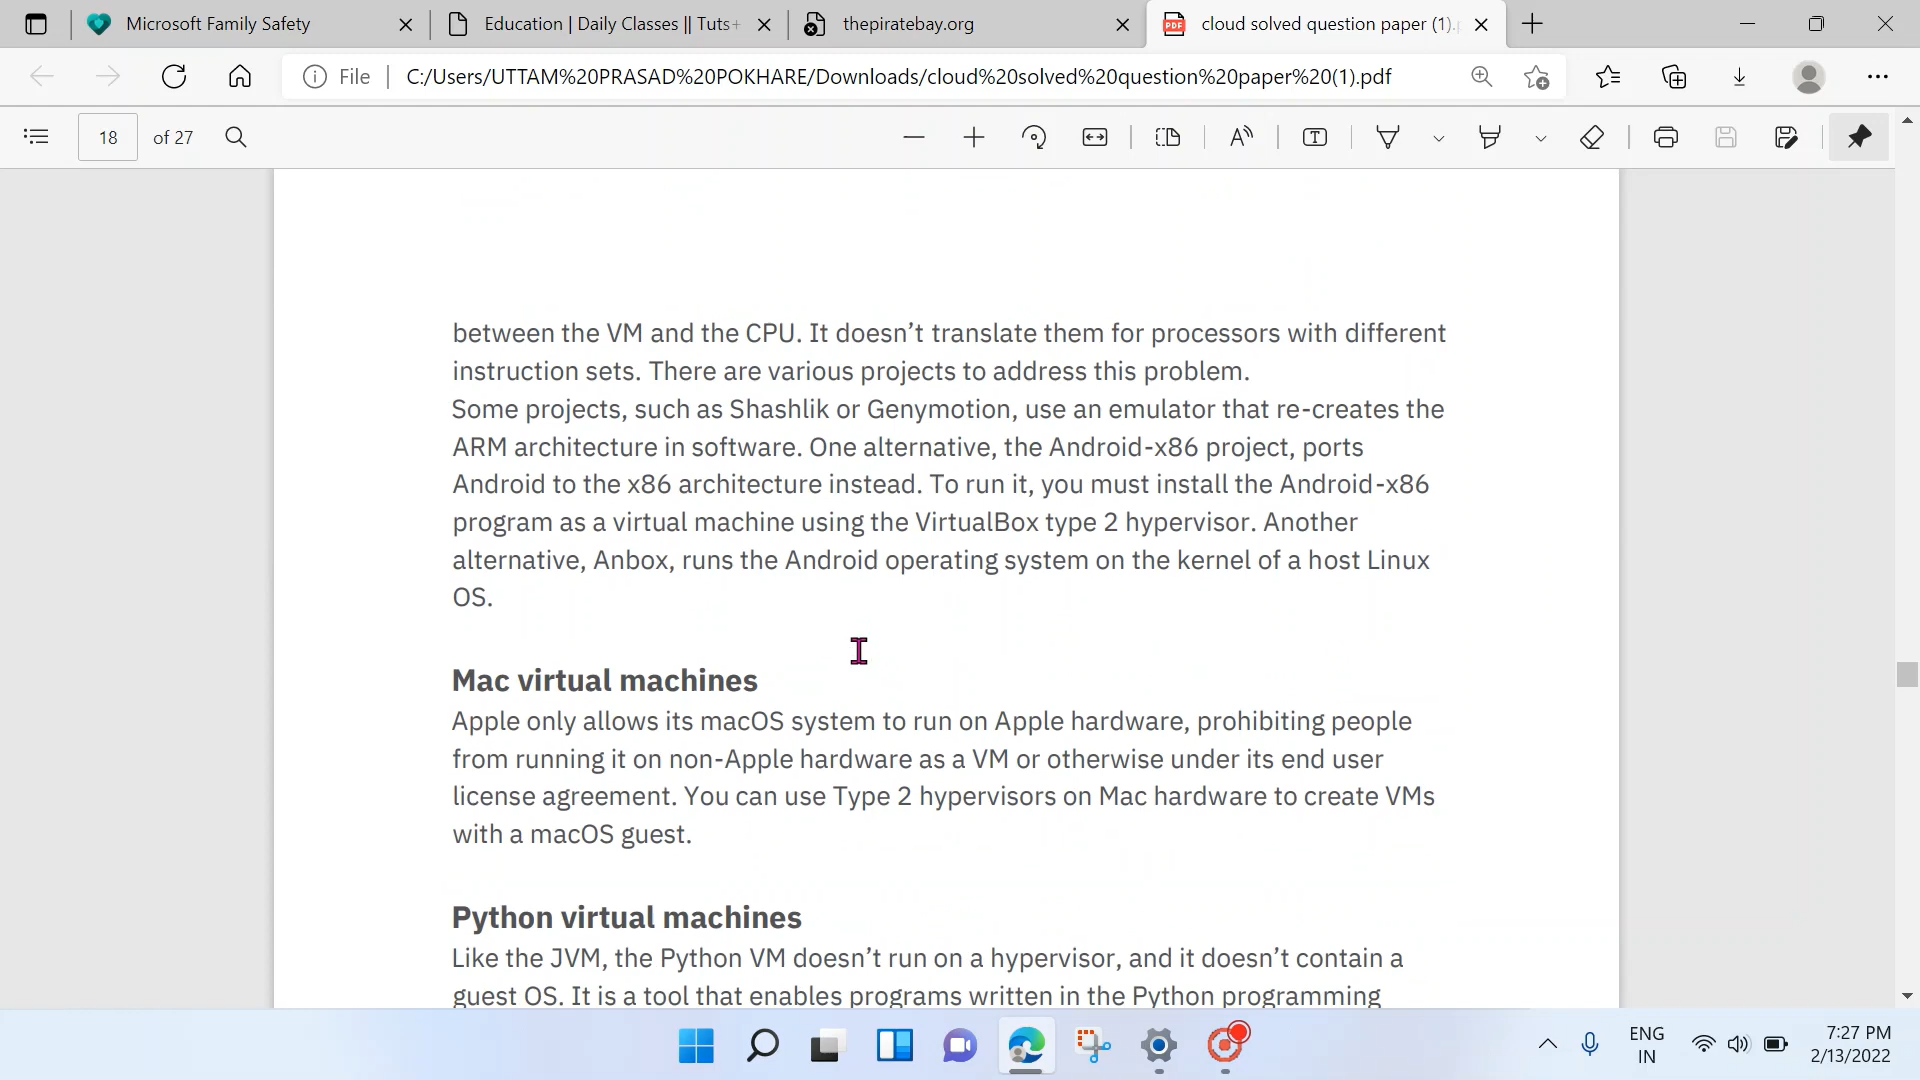 Microsoft Family Safety
Education | Daily Classes || Tuts+
thepiratebay.org
cloud solved question paper (1).p
File
C:/Users/UTTAM%20PRASAD%20POKHARE/Downloads/cloud%20solved%20question%20paper%20(1).pdf
18 of 27
between the VM and the CPU. It doesn’t translate them for processors with different
instruction sets. There are various projects to address this problem.
Some projects, such as Shashlik or Genymotion, use an emulator that re-creates the
ARM architecture in software. One alternative, the Android-x86 project, ports
Android to the x86 architecture instead. To run it, you must install the Android-x86
program as a virtual machine using the VirtualBox type 2 hypervisor. Another
alternative, Anbox, runs the Android operating system on the kernel of a host Linux
OS.
Mac virtual machines
Apple only allows its macOS system to run on Apple hardware, prohibiting people
from running it on non-Apple hardware as a VM or otherwise under its end user
license agreement. You can use Type 2 hypervisors on Mac hardware to create VMs
with a macOS guest.
Python virtual machines
Like the JVM, the Python VM doesn’t run on a hypervisor, and it doesn’t contain a
guest OS. It is a tool that enables programs written in the Python programming
ENG
IN
7:27 PM
2/13/2022